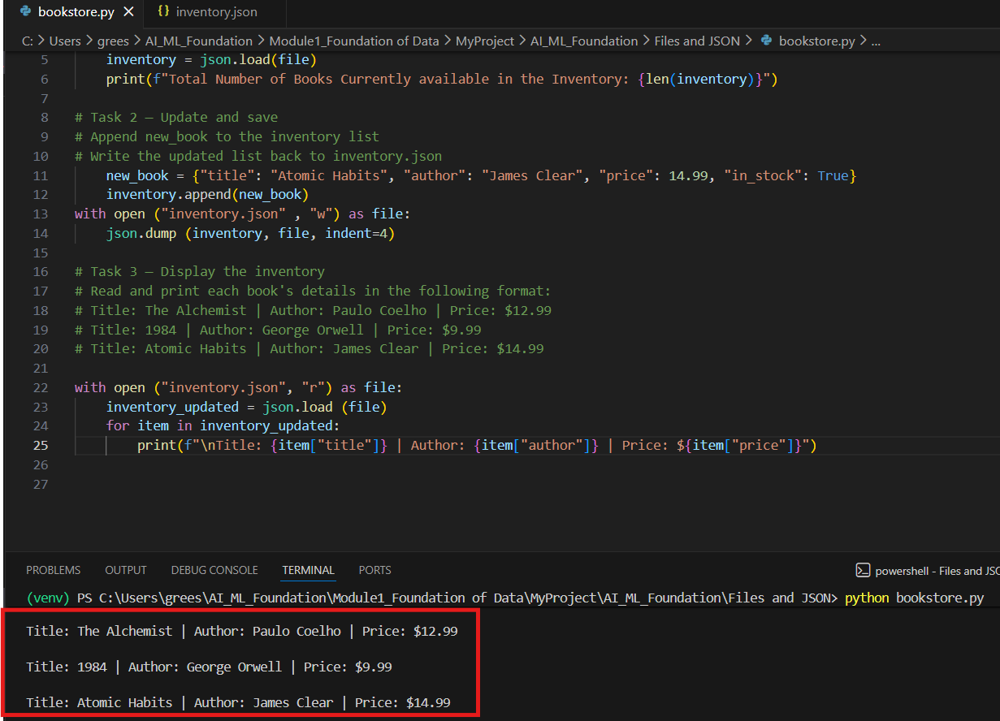 bookstore.py ✕ {} inventory.json
C: > Users > grees > AI_ML_Foundation > Module1_Foundation of Data > MyProject > AI_ML_Foundation > Files and JSON > bookstore.py > ...
5 inventory = json.load(file)
6 print(f"Total Number of Books Currently available in the Inventory: {len(inventory)}")
7
8 # Task 2 – Update and save
9 # Append new_book to the inventory list
10 # Write the updated list back to inventory.json
11 new_book = {"title": "Atomic Habits", "author": "James Clear", "price": 14.99, "in_stock": True}
12 inventory.append(new_book)
13 with open ("inventory.json" , "w") as file:
14 json.dump (inventory, file, indent=4)
15
16 # Task 3 – Display the inventory
17 # Read and print each book's details in the following format:
18 # Title: The Alchemist | Author: Paulo Coelho | Price: $12.99
19 # Title: 1984 | Author: George Orwell | Price: $9.99
20 # Title: Atomic Habits | Author: James Clear | Price: $14.99
21
22 with open ("inventory.json", "r") as file:
23 inventory_updated = json.load (file)
24 for item in inventory_updated:
25 print(f"\nTitle: {item["title"]} | Author: {item["author"]} | Price: ${item["price"]}")
26
27
PROBLEMS OUTPUT DEBUG CONSOLE TERMINAL PORTS powershell - Files and JSO
(venv) PS C:\Users\grees\AI_ML_Foundation\Module1_Foundation of Data\MyProject\AI_ML_Foundation\Files and JSON> python bookstore.py
Title: The Alchemist | Author: Paulo Coelho | Price: $12.99
Title: 1984 | Author: George Orwell | Price: $9.99
Title: Atomic Habits | Author: James Clear | Price: $14.99